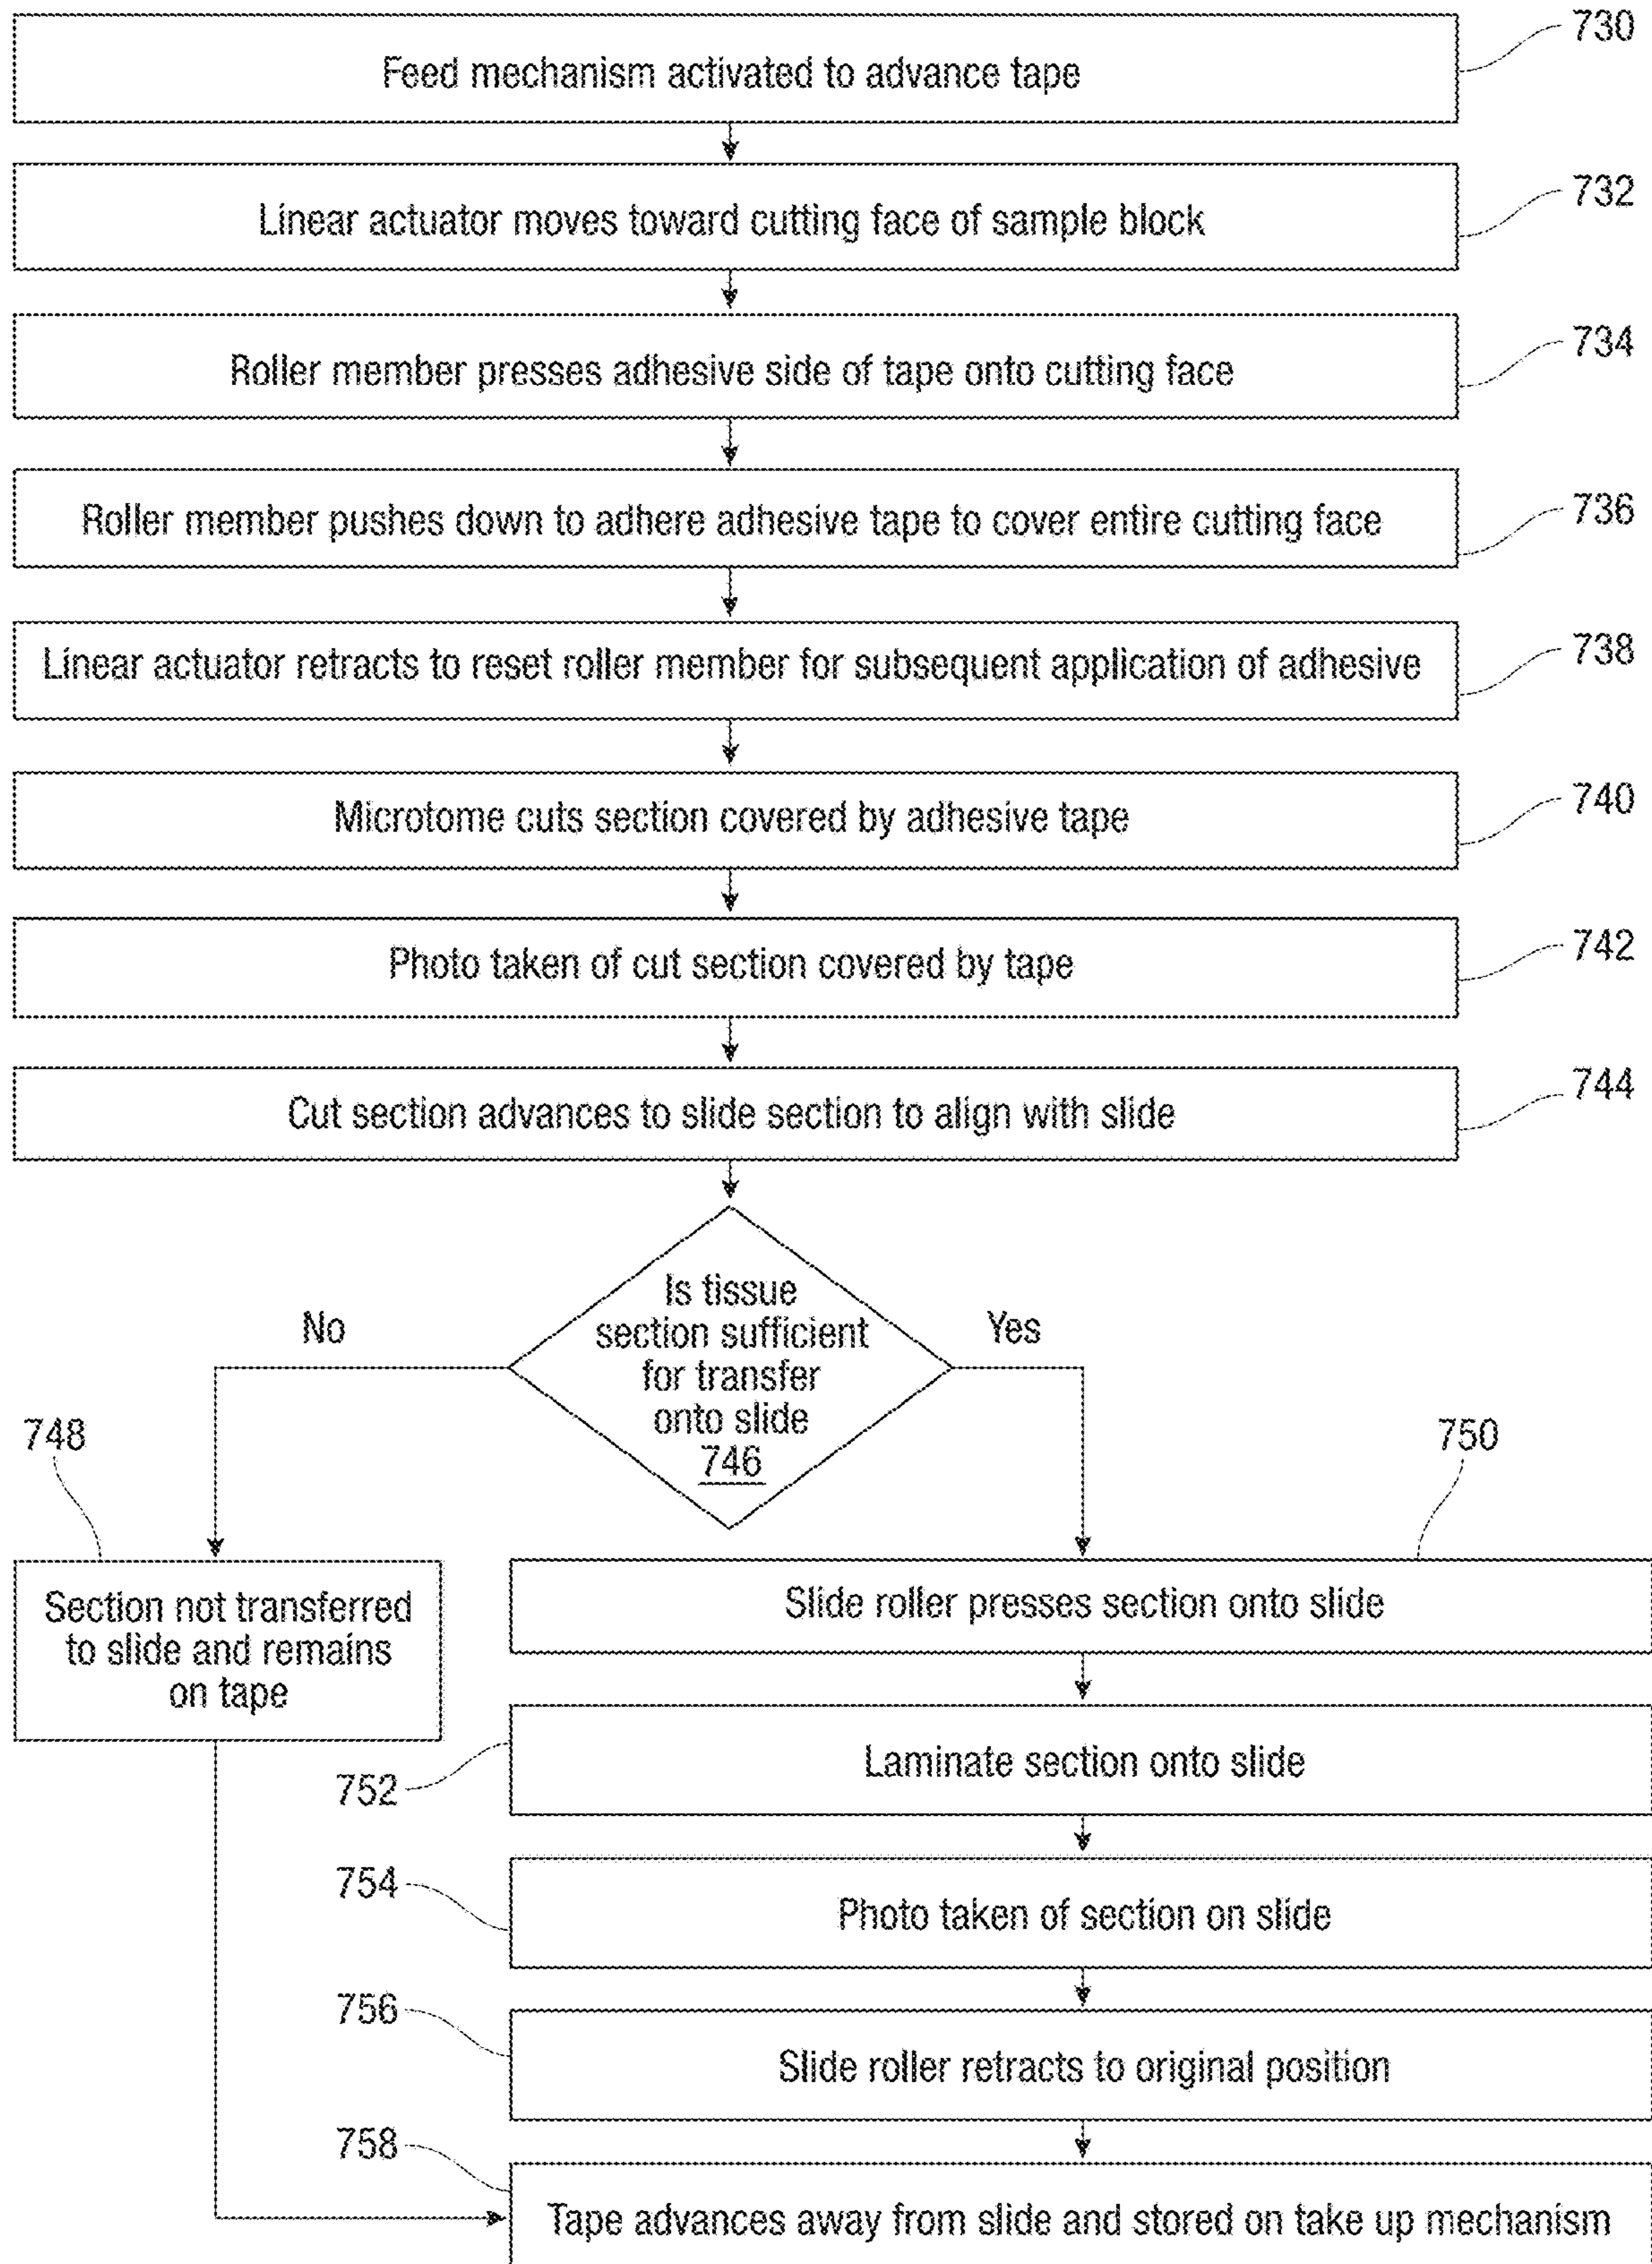 730
Feed mechanism activated to advance tape
732
Linear actuator moves toward cutting face of sample block
734
Roller member presses adhesive side of tape onto cutting face
736
Roller member pushes down to adhere adhesive tape to cover entire cutting face
738
Linear actuator retracts to reset roller member for subsequent application of adhesive
740
Microtome cuts section covered by adhesive tape
742
Photo taken of cut section covered by tape
744
Cut section advances to slide section to align with slide
Is tissue
section sufficient
for transfer
onto slide
746
No
Yes
748
Section not transferred
to slide and remains
on tape
750
Slide roller presses section onto slide
752
Laminate section onto slide
754
Photo taken of section on slide
756
Slide roller retracts to original position
758
Tape advances away from slide and stored on take up mechanism